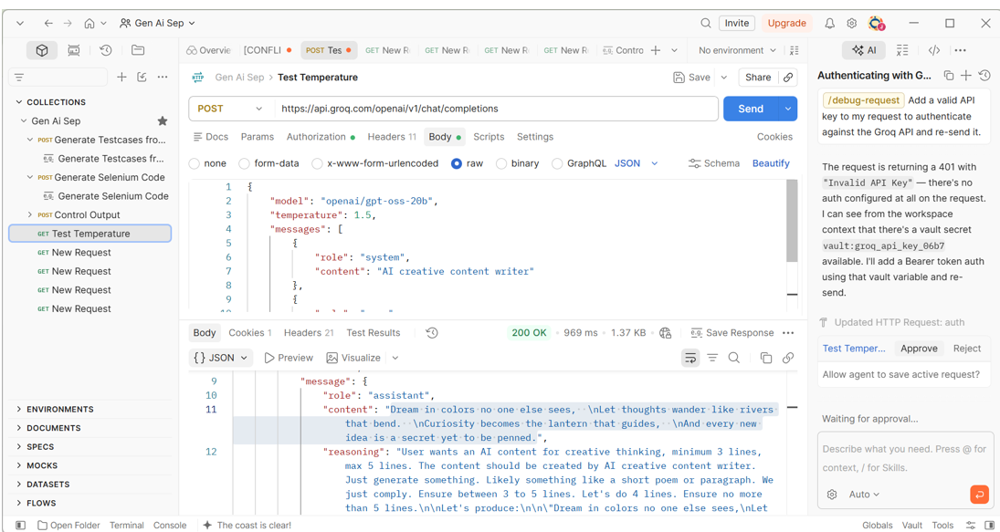 Gen Ai Sep
Invite
Upgrade
Overvie
[CONFLI
POST Tes
GET New R
GET New R
GET New R
GET New R
e.g. Contro
No environment
AI
Gen Ai Sep > Test Temperature
Save
Share
Authenticating with G...
COLLECTIONS
Gen Ai Sep
POST Generate Testcases fro...
e.g. Generate Testcases fr...
POST Generate Selenium Code
e.g. Generate Selenium Code
POST Control Output
GET Test Temperature
GET New Request
GET New Request
GET New Request
GET New Request
ENVIRONMENTS
DOCUMENTS
SPECS
MOCKS
DATASETS
FLOWS
HTTP
POST
https://api.groq.com/openai/v1/chat/completions
Send
Docs
Params
Authorization
Headers 11
Body
Scripts
Settings
Cookies
none
form-data
x-www-form-urlencoded
raw
binary
GraphQL
JSON
Schema
Beautify
1 {
2 "model": "openai/gpt-oss-20b",
3 "temperature": 1.5,
4 "messages": [
5 {
6 "role": "system",
7 "content": "AI creative content writer"
8 },
9 {
Body
Cookies 1
Headers 21
Test Results
200 OK
969 ms
1.37 KB
e.g. Save Response
{} JSON
Preview
Visualize
9 "message": {
10 "role": "assistant",
11 "content": "Dream in colors no one else sees, \nLet thoughts wander like rivers
that bend. \nCuriosity becomes the lantern that guides, \nAnd every new
idea is a secret yet to be penned.",
12 "reasoning": "User wants an AI content for creative thinking, minimum 3 lines,
max 5 lines. The content should be created by AI creative content writer.
Just generate something. Likely something like a short poem or paragraph. We
just comply. Ensure between 3 to 5 lines. Let's do 4 lines. Ensure no more
than 5 lines.\n\nLet's produce:\n\n\"Dream in colors no one else sees,\nLet
/debug-request Add a valid API
key to my request to authenticate
against the Groq API and re-send it.
The request is returning a 401 with
"Invalid API Key" — there's no
auth configured at all on the request.
I can see from the workspace
context that there's a vault secret
vault:groq_api_key_06b7
available. I'll add a Bearer token auth
using that vault variable and re-
send.
Updated HTTP Request: auth
Test Temper...
Approve
Reject
Allow agent to save active request?
Waiting for approval...
Describe what you need. Press @ for
context, / for Skills.
Auto
Open Folder
Terminal
Console
The coast is clear!
Globals
Vault
Tools